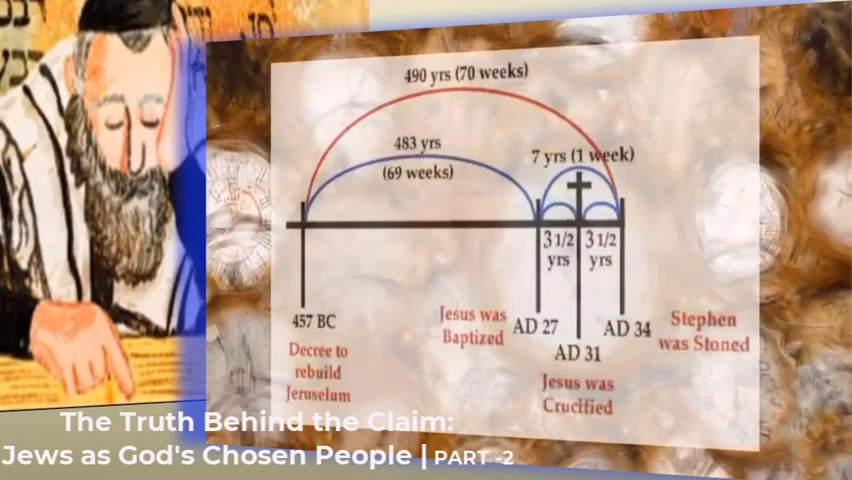 490 yrs (70 weeks)
483 yrs
(69 weeks)
7 yrs (1 week)
3 1/2 yrs
3 1/2 yrs
457 BC
Decree to
rebuild
Jeruselum
Jesus was
Baptized
AD 27
AD 31
Jesus was
Crucified
AD 34
Stephen
was Stoned
The Truth Behind the Claim:
Jews as God's Chosen People | PART -2